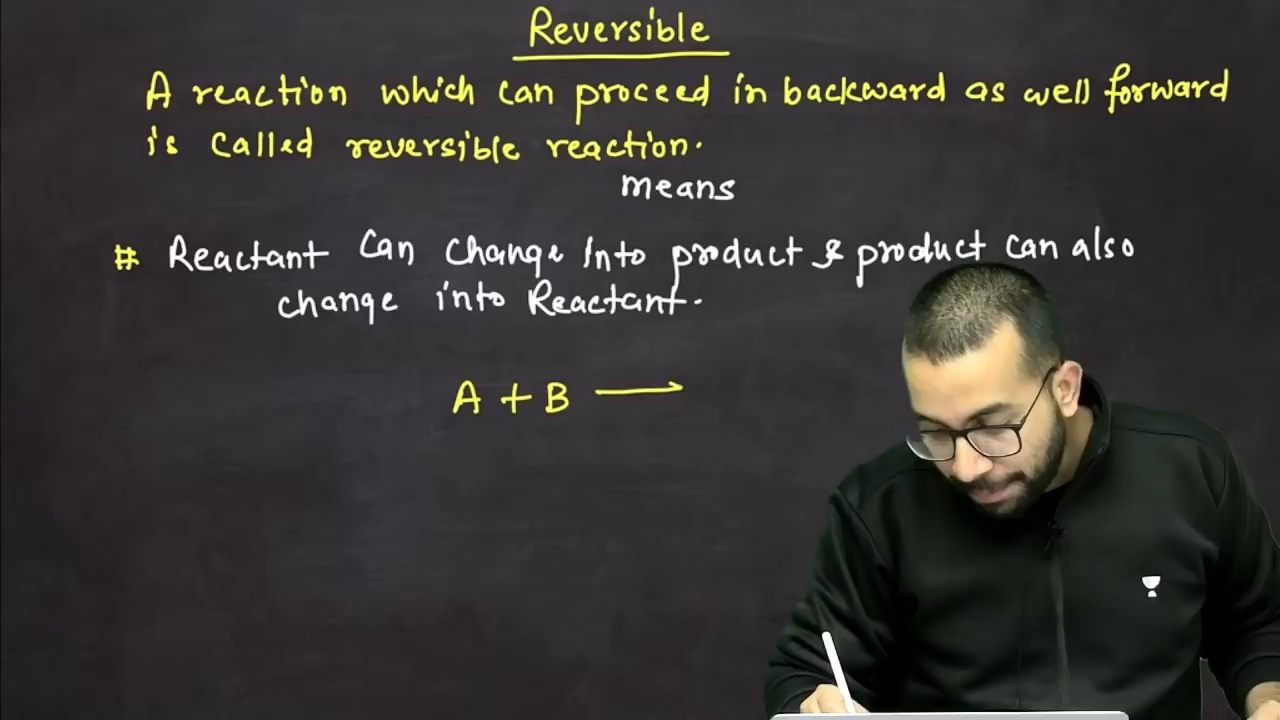 Reversible
A reaction which can proceed in backward as well forward
is called reversible reaction.
means
# Reactant can change into product & product can also
change into Reactant.
A + B ⟶